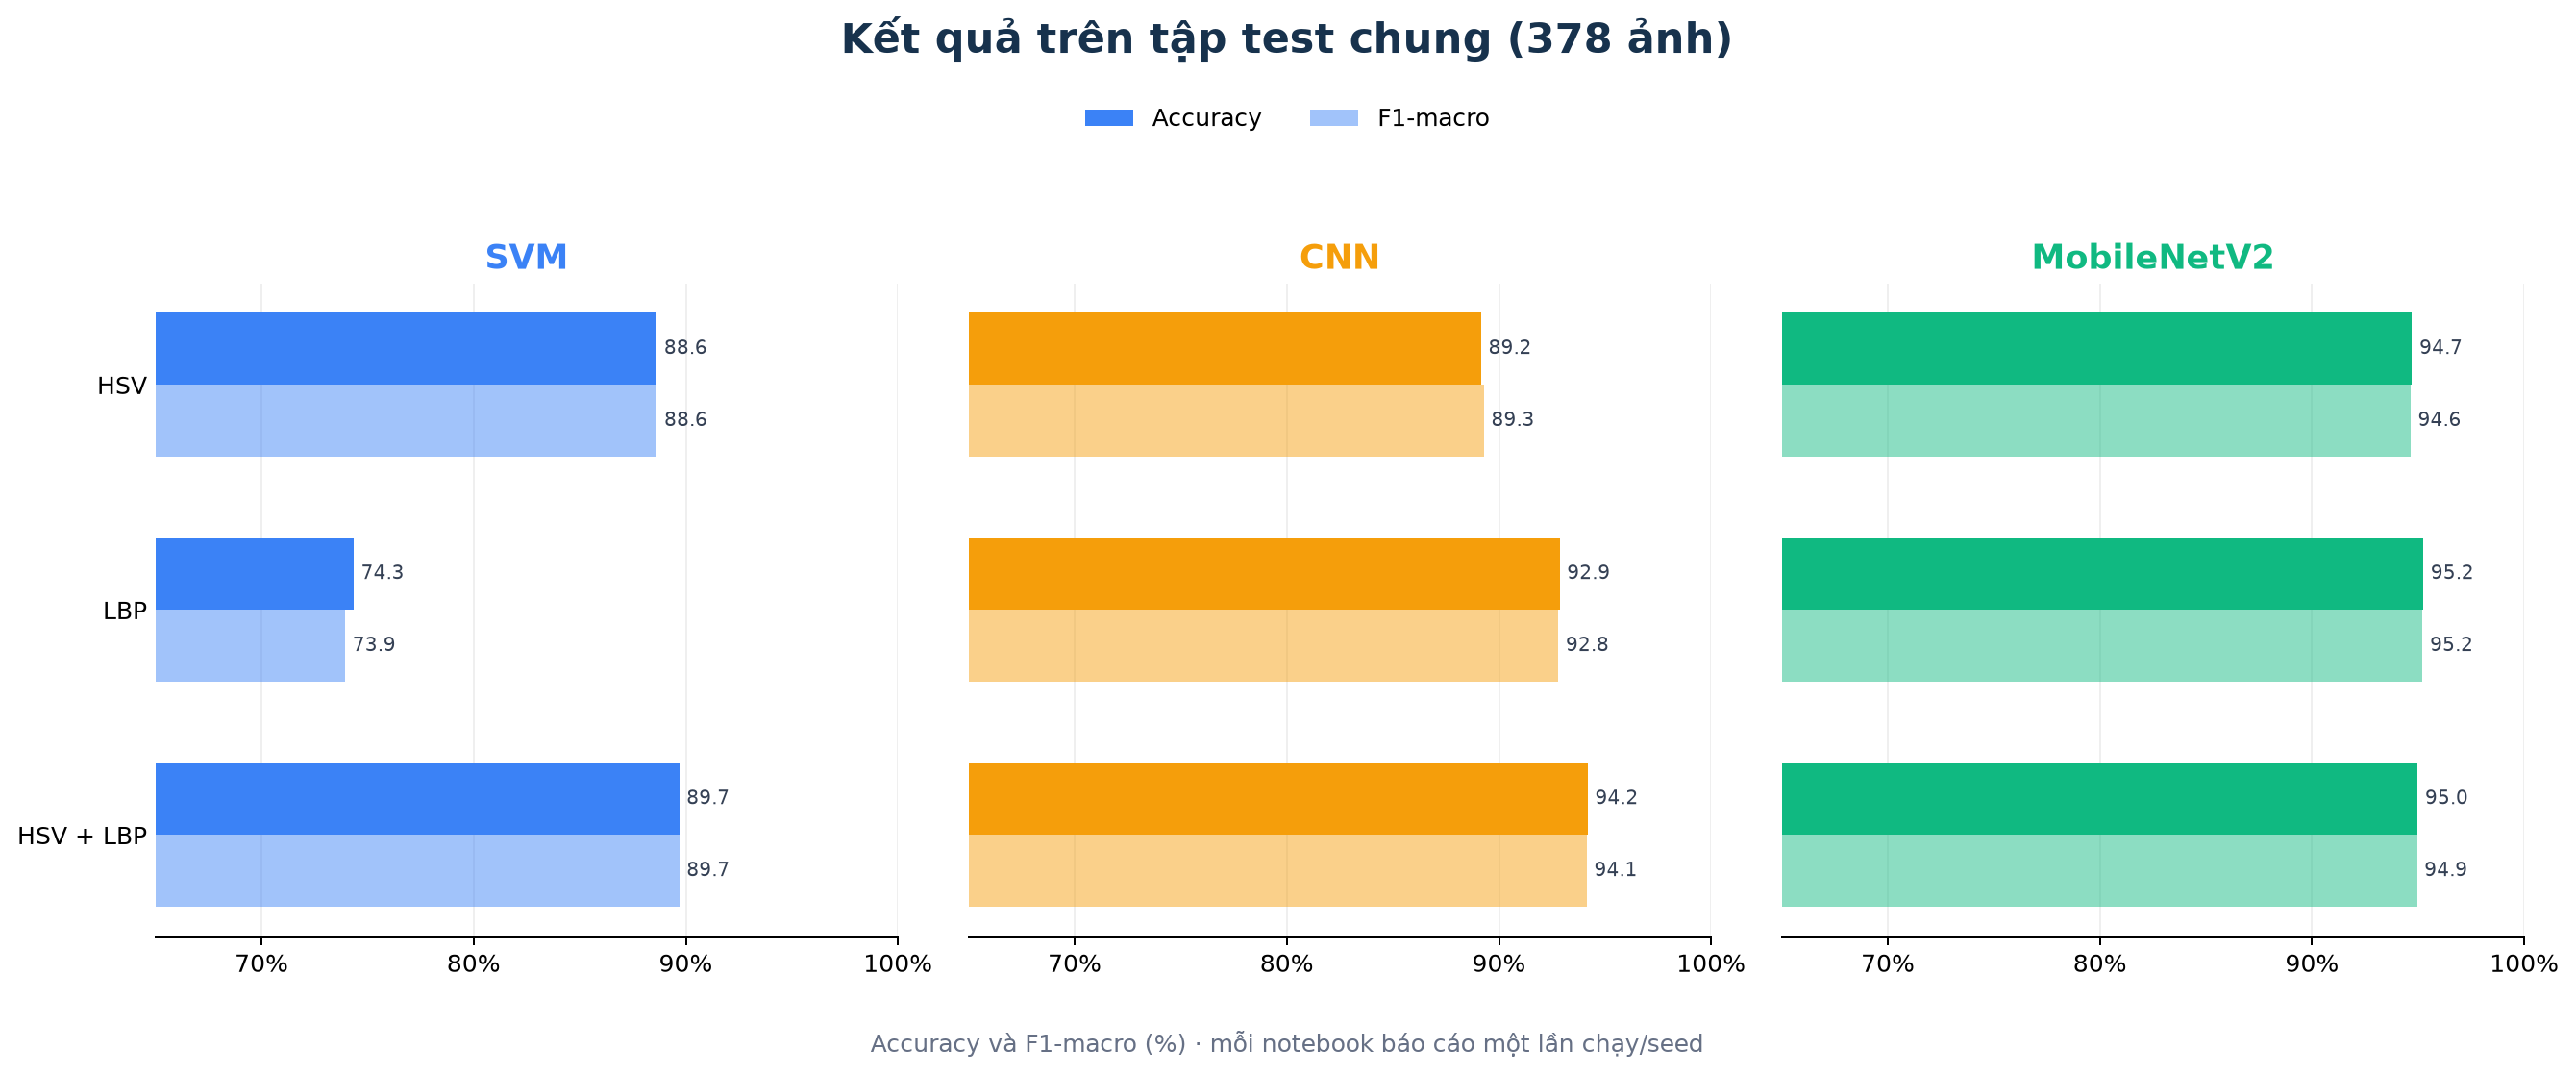 Kết quả trên tập test chung (378 ảnh)
Accuracy F1-macro
SVM
CNN
MobileNetV2
HSV
88.6
88.6
89.2
89.3
94.7
94.6
LBP
74.3
73.9
92.9
92.8
95.2
95.2
HSV + LBP
89.7
89.7
94.2
94.1
95.0
94.9
70% 80% 90% 100%
70% 80% 90% 100%
70% 80% 90% 100%
Accuracy và F1-macro (%) · mỗi notebook báo cáo một lần chạy/seed